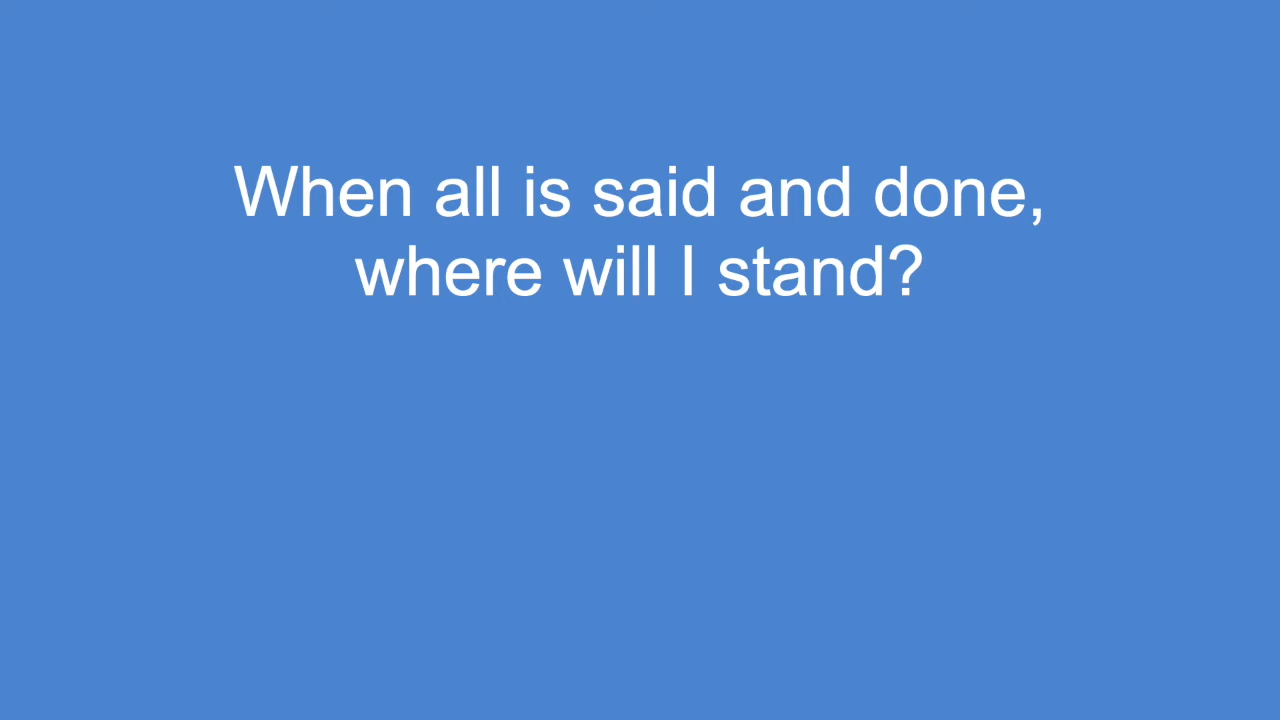 When all is said and done,
where will I stand?